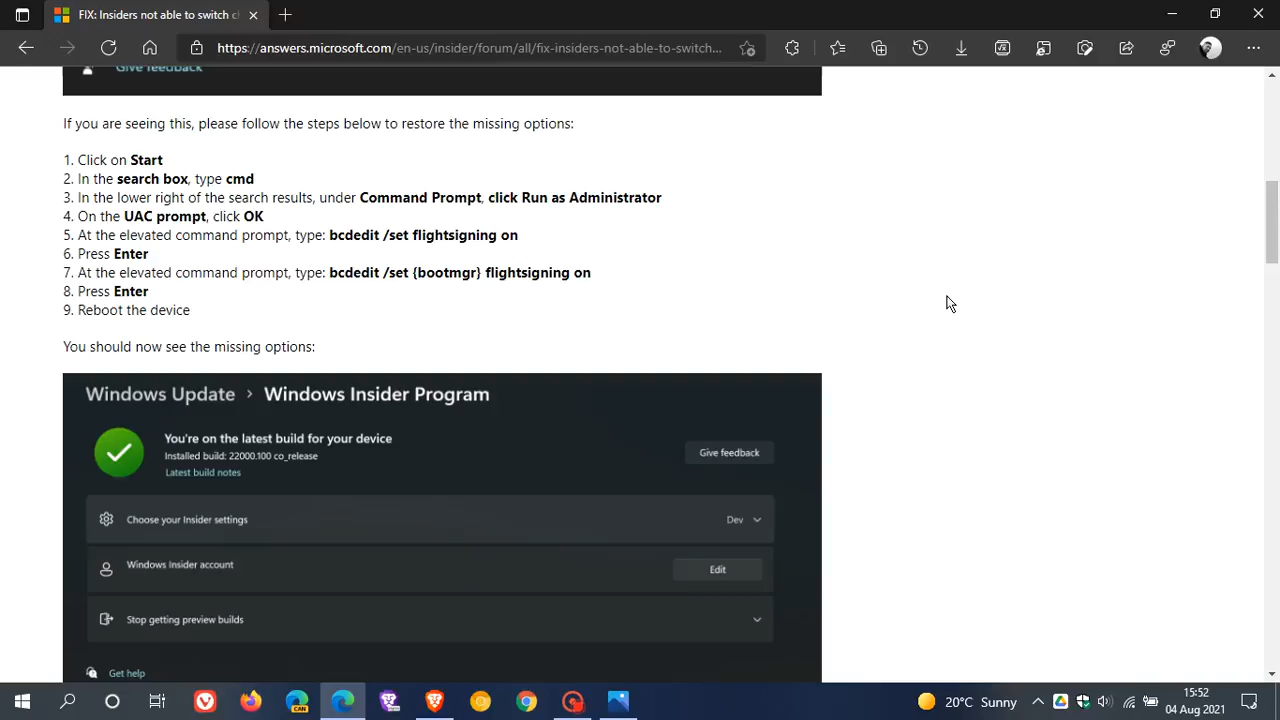 FIX: Insiders not able to switch c
https://answers.microsoft.com/en-us/insider/forum/all/fix-insiders-not-able-to-switch...
Give feedback
If you are seeing this, please follow the steps below to restore the missing options:
1. Click on Start
2. In the search box, type cmd
3. In the lower right of the search results, under Command Prompt, click Run as Administrator
4. On the UAC prompt, click OK
5. At the elevated command prompt, type: bcdedit /set flightsigning on
6. Press Enter
7. At the elevated command prompt, type: bcdedit /set {bootmgr} flightsigning on
8. Press Enter
9. Reboot the device
You should now see the missing options:
Windows Update > Windows Insider Program
You're on the latest build for your device
Installed build: 22000.100 co_release
Latest build notes
Give feedback
Choose your Insider settings
Dev
Windows Insider account
Edit
Stop getting preview builds
Get help
CAN
20°C Sunny
15:52
04 Aug 2021